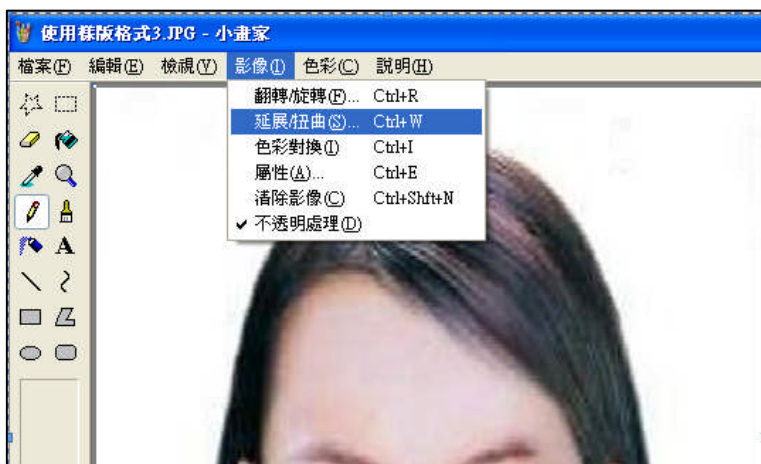 使用樣版格式3.JPG - 小畫家
檔案(F) 編輯(E) 檢視(V) 影像(I) 色彩(C) 說明(H)
翻轉/旋轉(F)... Ctrl+R
延展/扭曲(S)... Ctrl+W
色彩對換(I) Ctrl+I
屬性(A)... Ctrl+E
清除影像(C) Ctrl+Shft+N
✓ 不透明處理(D)
A